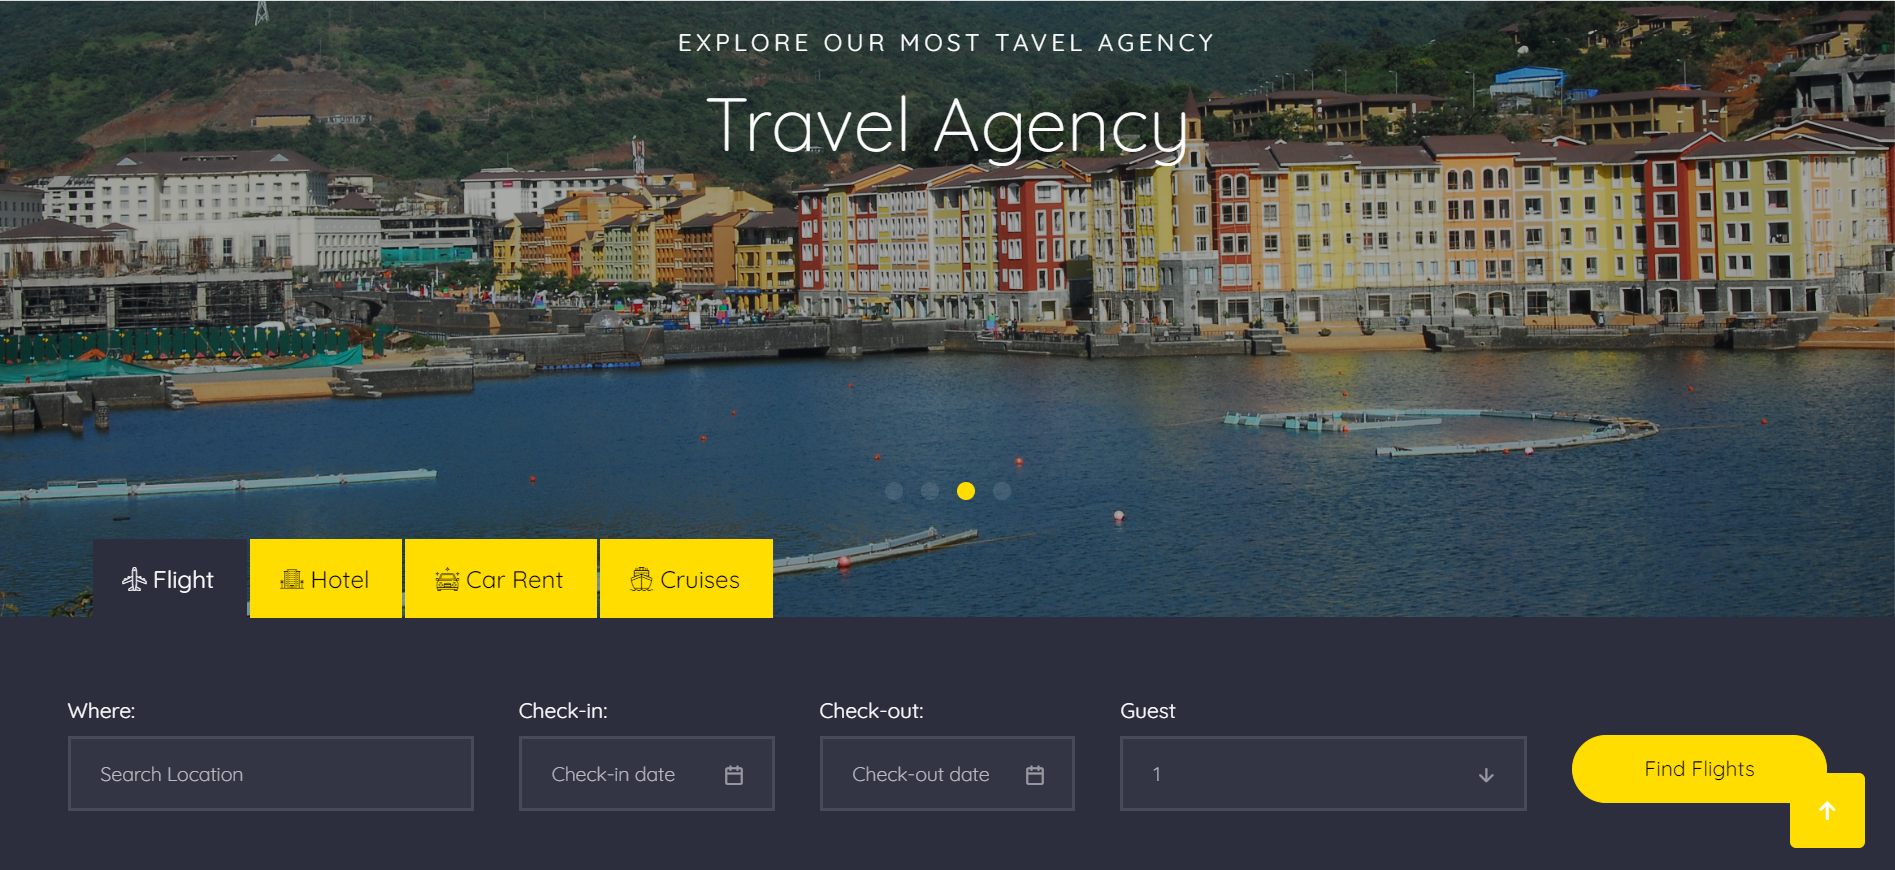 EXPLORE OUR MOST TAVEL AGENCY
Travel Agency
Flight
Hotel
Car Rent
Cruises
Where:
Check-in:
Check-out:
Guest
Search Location
Check-in date
Check-out date
1
Find Flights